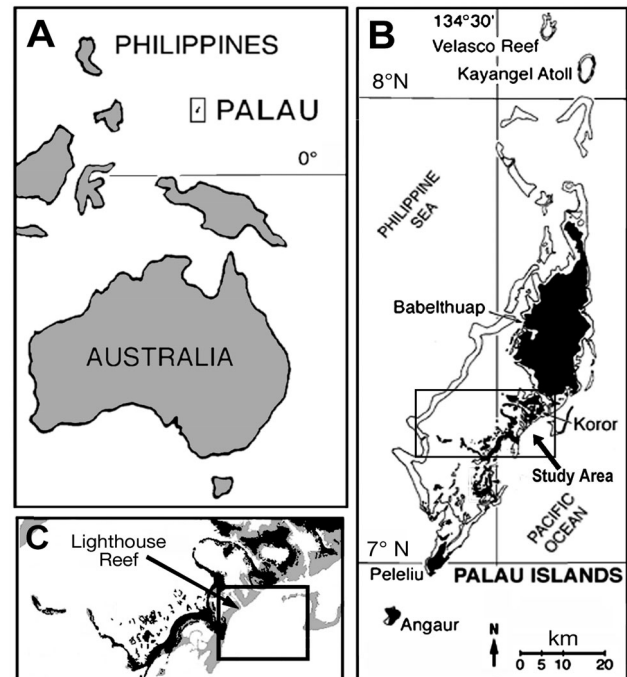 A
PHILIPPINES
PALAU
0°
AUSTRALIA
B
134°30'
Velasco Reef
Kayangel Atoll
8°N
PHILIPPINE
SEA
Babelthuap
Koror
Study Area
PACIFIC
OCEAN
7° N
Peleliu
PALAU ISLANDS
Angaur
N
km
0 5 10 20
C
Lighthouse
Reef